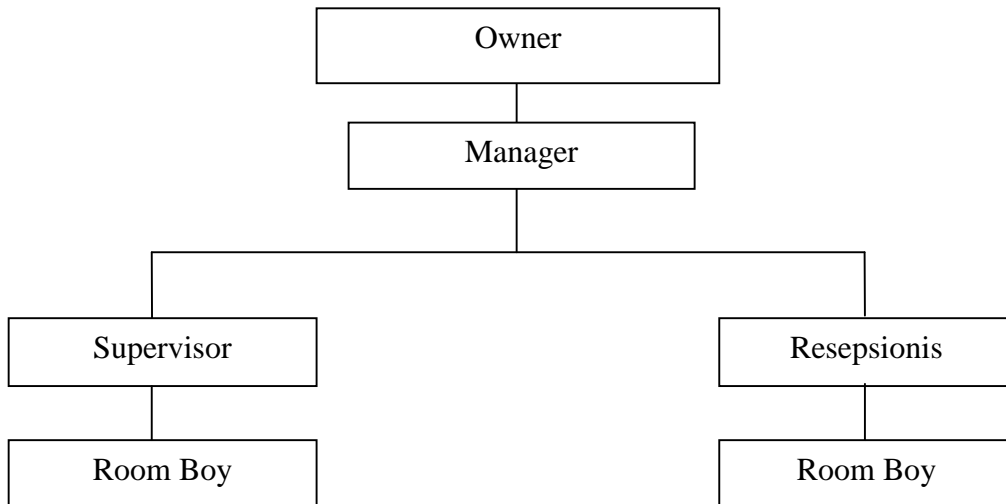 Owner
Manager
Supervisor
Resepsionis
Room Boy
Room Boy